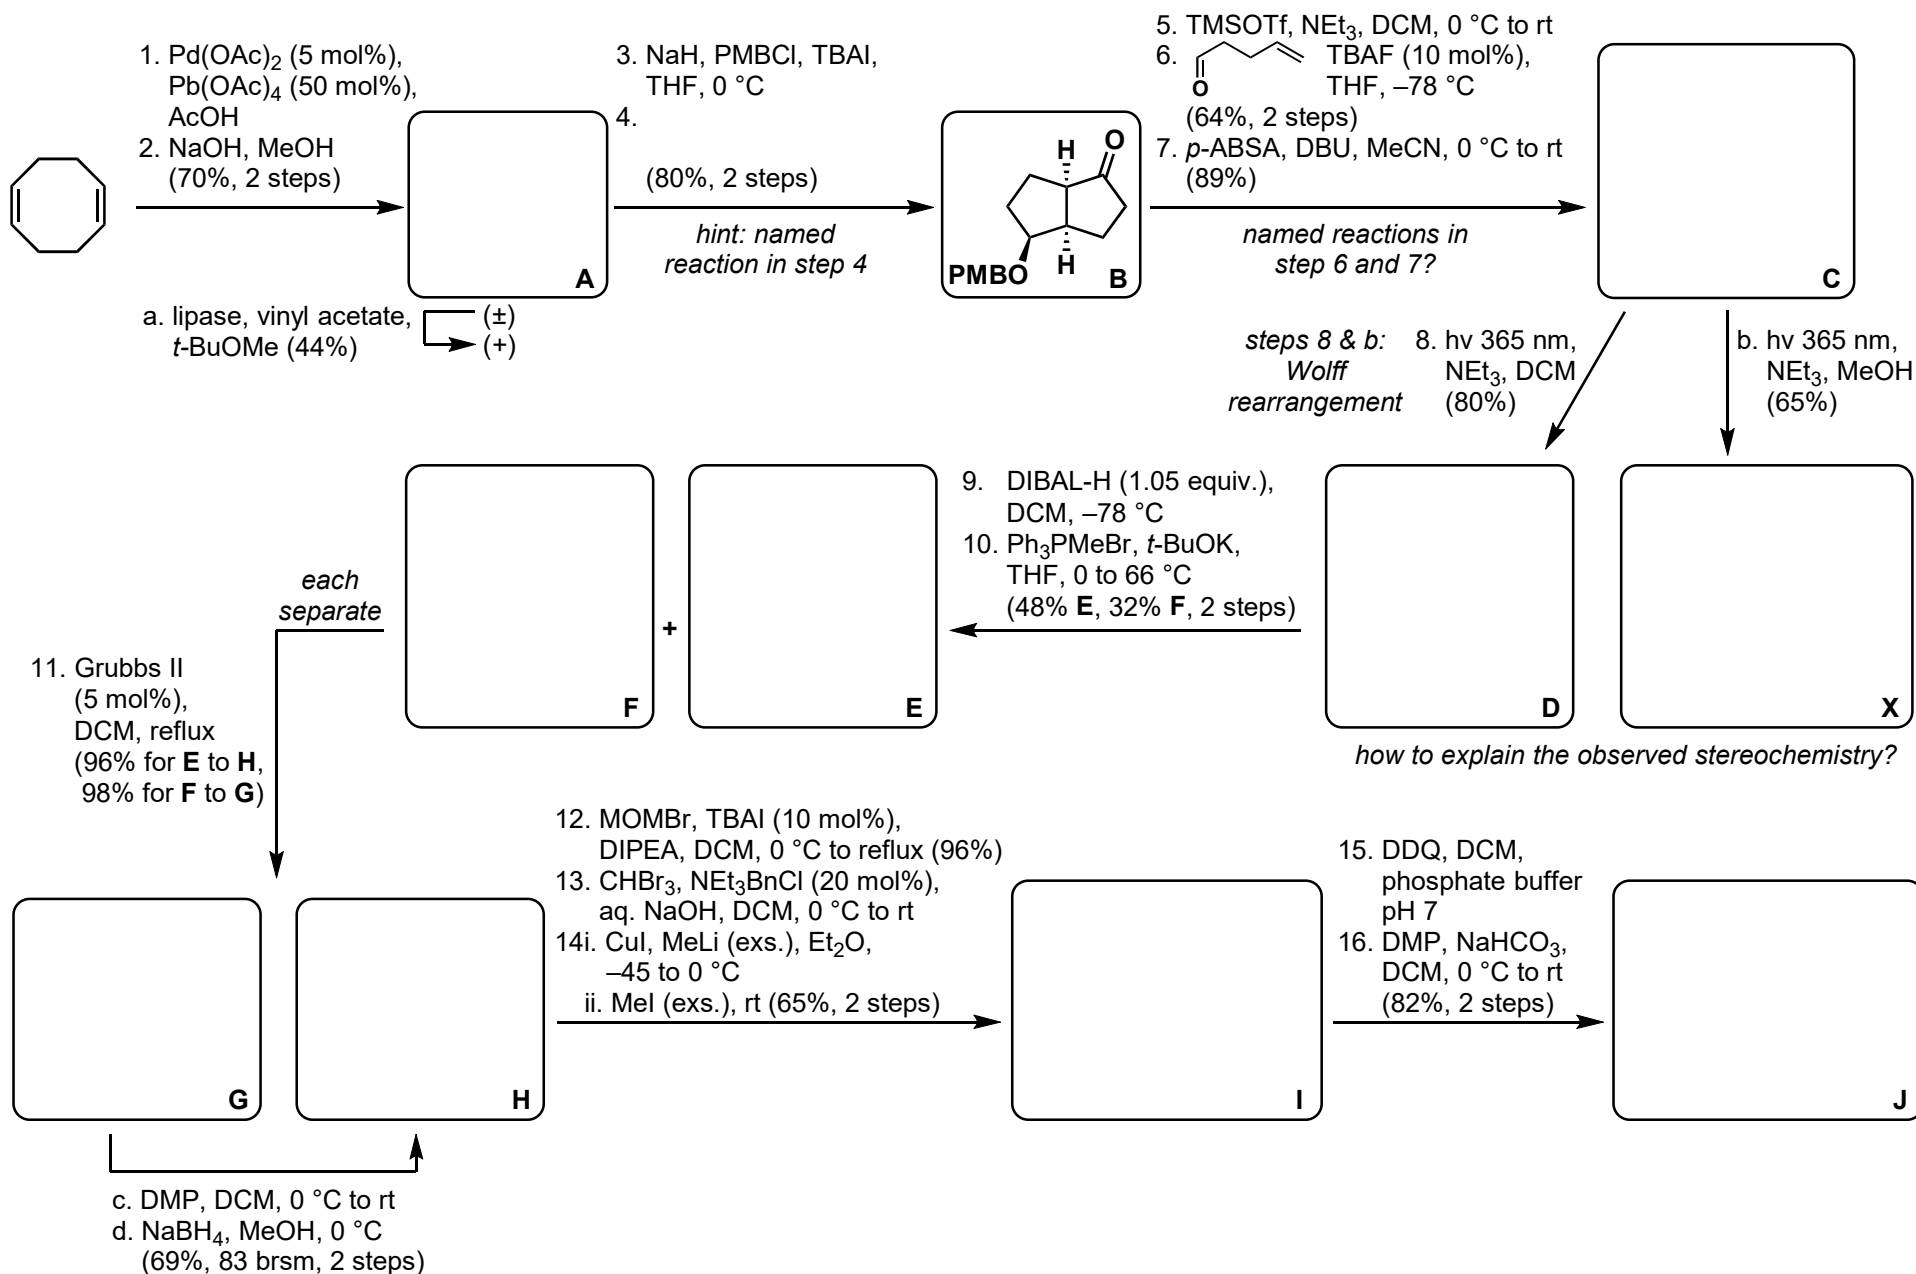 1. Pd(OAc)2 (5 mol%),
Pb(OAc)4 (50 mol%),
AcOH
2. NaOH, MeOH
(70%, 2 steps)
A
a. lipase, vinyl acetate,
t-BuOMe (44%)
(±)
(+)
3. NaH, PMBCl, TBAI,
THF, 0 °C
4.
(80%, 2 steps)
hint: named
reaction in step 4
H
O
PMBO
H
B
5. TMSOTf, NEt3, DCM, 0 °C to rt
6. O TBAF (10 mol%),
THF, –78 °C
(64%, 2 steps)
7. p-ABSA, DBU, MeCN, 0 °C to rt
(89%)
named reactions in
step 6 and 7?
C
steps 8 & b:
Wolff
rearrangement
8. hv 365 nm,
NEt3, DCM
(80%)
b. hv 365 nm,
NEt3, MeOH
(65%)
D
X
how to explain the observed stereochemistry?
9. DIBAL-H (1.05 equiv.),
DCM, –78 °C
10. Ph3PMeBr, t-BuOK,
THF, 0 to 66 °C
(48% E, 32% F, 2 steps)
F
+
E
each
separate
11. Grubbs II
(5 mol%),
DCM, reflux
(96% for E to H,
98% for F to G)
G
H
c. DMP, DCM, 0 °C to rt
d. NaBH4, MeOH, 0 °C
(69%, 83 brsm, 2 steps)
12. MOMBr, TBAI (10 mol%),
DIPEA, DCM, 0 °C to reflux (96%)
13. CHBr3, NEt3BnCl (20 mol%),
aq. NaOH, DCM, 0 °C to rt
14i. CuI, MeLi (exs.), Et2O,
–45 to 0 °C
ii. MeI (exs.), rt (65%, 2 steps)
I
15. DDQ, DCM,
phosphate buffer
pH 7
16. DMP, NaHCO3,
DCM, 0 °C to rt
(82%, 2 steps)
J